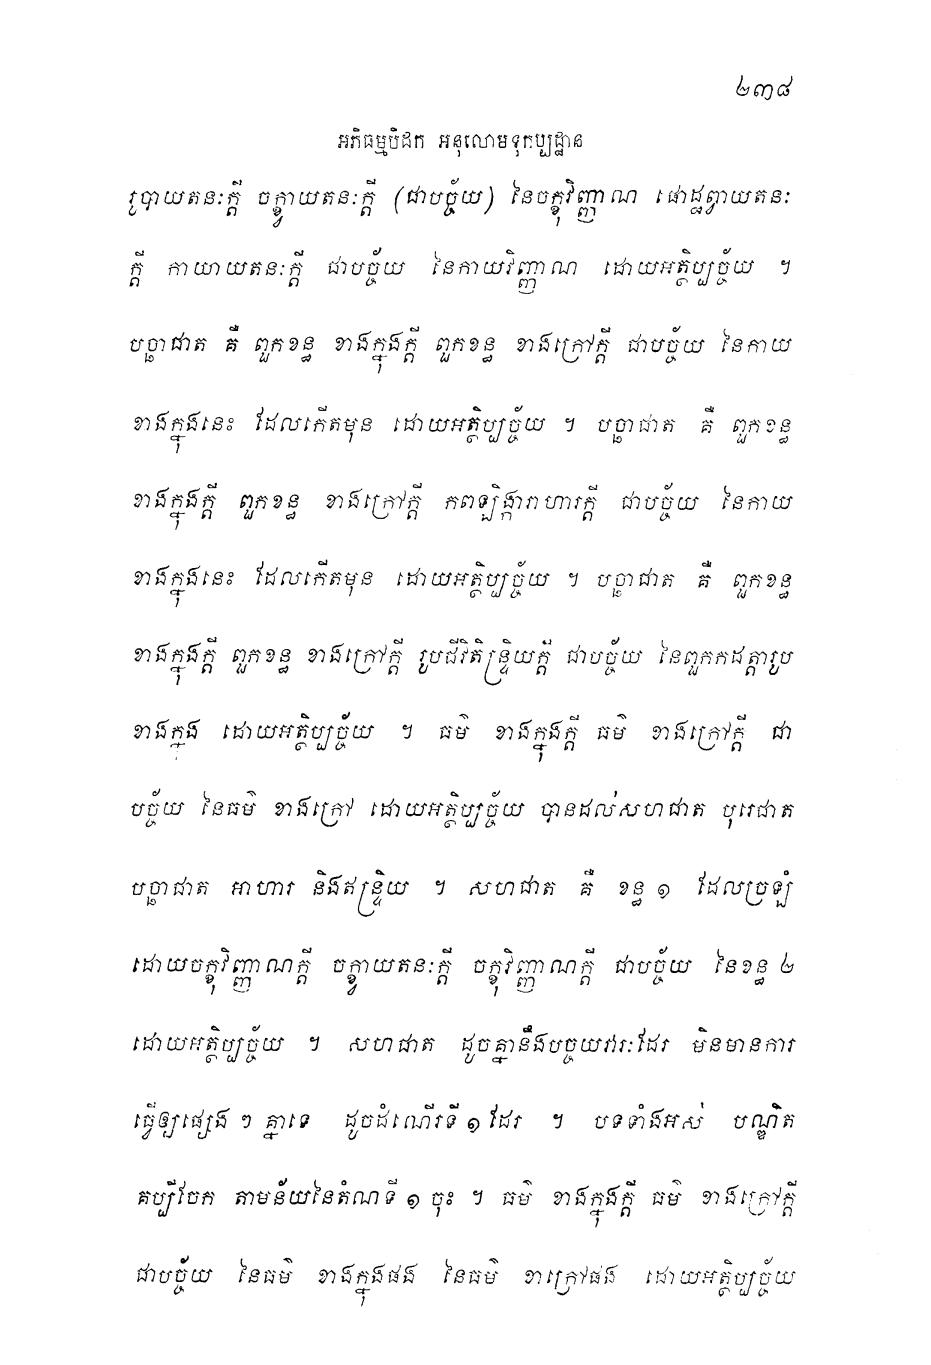 ២៣៨
អភិធម្មបិដក អនុលោមទុកប្បដ្ឋាន
រូបាយតនៈក្តី ចក្ខ្វាយតនៈក្តី (ជាបច្ច័យ) នៃចក្ខុវិញ្ញាណ ផោដ្ឋព្វាយតនៈ
ក្តី កាយាយតនៈក្តី ជាបច្ច័យ នៃកាយវិញ្ញាណ ដោយអត្ថិប្បច្ច័យ ។
បច្ឆាជាត គឺ ពួកខន្ធ ខាងក្នុងក្តី ពួកខន្ធ ខាងក្រៅក្តី ជាបច្ច័យ នៃកាយ
ខាងក្នុងនេះ ដែលកើតមុន ដោយអត្ថិប្បច្ច័យ ។ បច្ឆាជាត គឺ ពួកខន្ធ
ខាងក្នុងក្តី ពួកខន្ធ ខាងក្រៅក្តី កពឡឹង្ការាហារក្តី ជាបច្ច័យ នៃកាយ
ខាងក្នុងនេះ ដែលកើតមុន ដោយអត្ថិប្បច្ច័យ ។ បច្ឆាជាត គឺ ពួកខន្ធ
ខាងក្នុងក្តី ពួកខន្ធ ខាងក្រៅក្តី រូបជីវិតិន្ទ្រិយក្តី ជាបច្ច័យ នៃពួកកដត្តារូប
ខាងក្នុង ដោយអត្ថិប្បច្ច័យ ។ ធម៌ ខាងក្នុងក្តី ធម៌ ខាងក្រៅក្តី ជា
បច្ច័យ នៃធម៌ ខាងក្រៅ ដោយអត្ថិប្បច្ច័យ បានដល់សហជាត បុរេជាត
បច្ឆាជាត អាហារ និងឥន្ទ្រិយ ។ សហជាត គឺ ខន្ធ ១ ដែលច្រឡំ
ដោយចក្ខុវិញ្ញាណក្តី ចក្ខ្វាយតនៈក្តី ចក្ខុវិញ្ញាណក្តី ជាបច្ច័យ នៃខន្ធ ២
ដោយអត្ថិប្បច្ច័យ ។ សហជាត ដូចគ្នានឹងបច្ចយវារៈដែរ មិនមានការ
ធ្វើឲ្យផ្សេង ៗ គ្នាទេ ដូចដំណើរទី ១ ដែរ ។ បទទាំងអស់ បណ្ឌិត
គប្បីចែក តាមន័យនៃតំណទី ១ ចុះ ។ ធម៌ ខាងក្នុងក្តី ធម៌ ខាងក្រៅក្តី
ជាបច្ច័យ នៃធម៌ ខាងក្នុងផង នៃធម៌ ខាក្រៅផង ដោយអត្ថិប្បច្ច័យ